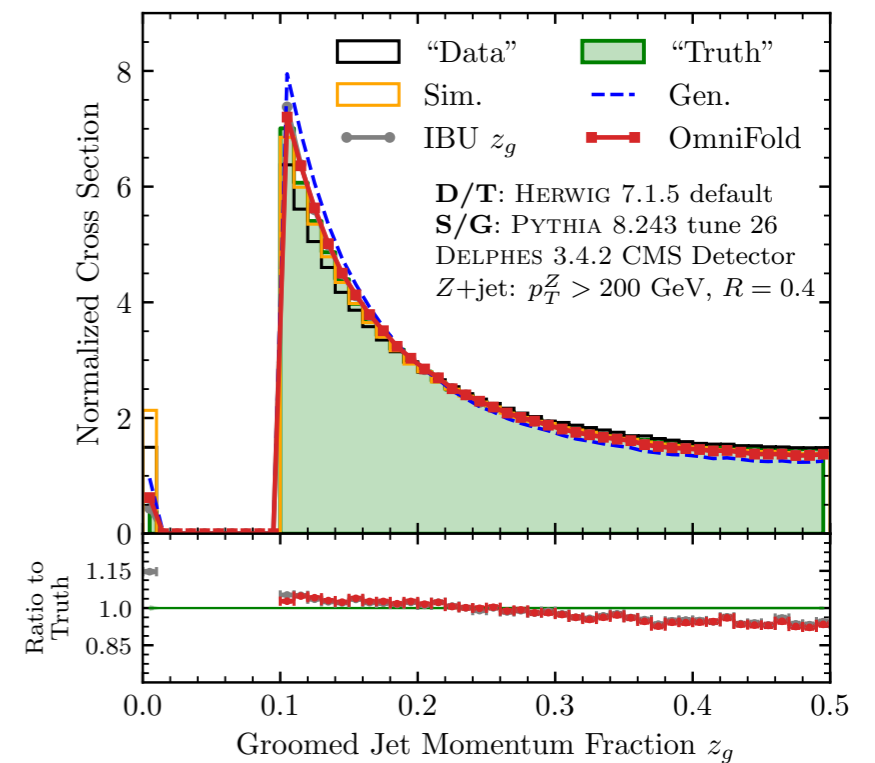 “Data”
“Truth”
Sim.
Gen.
IBU z_g
OmniFold
D/T: HERWIG 7.1.5 default
S/G: PYTHIA 8.243 tune 26
DELPHES 3.4.2 CMS Detector
Z+jet: p_T^Z > 200 GeV, R = 0.4
Normalized Cross Section
8
6
4
2
0
Ratio to
Truth
1.15
1.0
0.85
0.0 0.1 0.2 0.3 0.4 0.5
Groomed Jet Momentum Fraction z_g